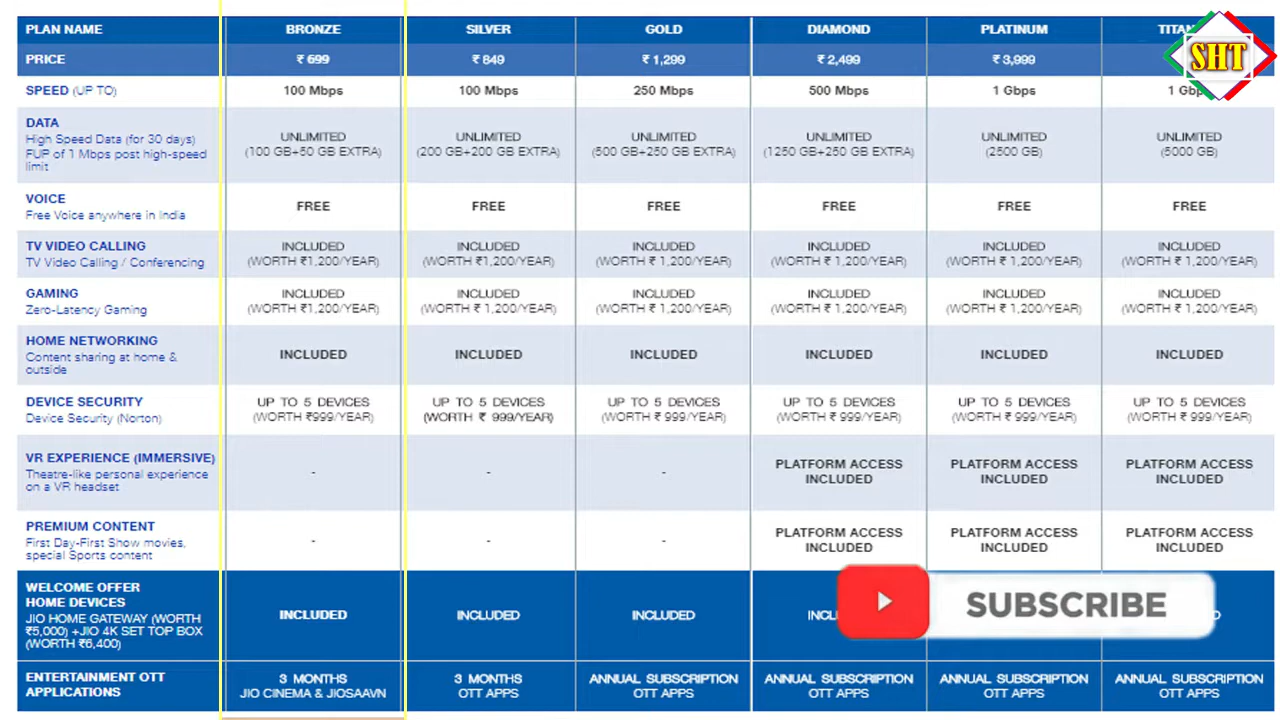 PLAN NAME BRONZE SILVER GOLD DIAMOND PLATINUM
PRICE ₹ 699 ₹ 849 ₹ 1,299 ₹ 2,499 ₹ 3,999
SHT
SPEED (UP TO) 100 Mbps 100 Mbps 250 Mbps 500 Mbps 1 Gbps
DATA
High Speed Data (for 30 days)
FUP of 1 Mbps post high-speed
limit
UNLIMITED UNLIMITED UNLIMITED UNLIMITED UNLIMITED UNLIMITED
(100 GB+50 GB EXTRA) (200 GB+200 GB EXTRA) (500 GB+250 GB EXTRA) (1250 GB+250 GB EXTRA) (2500 GB) (5000 GB)
VOICE
Free Voice anywhere in India
FREE FREE FREE FREE FREE FREE
TV VIDEO CALLING
TV Video Calling / Conferencing
INCLUDED INCLUDED INCLUDED INCLUDED INCLUDED INCLUDED
(WORTH ₹1,200/YEAR) (WORTH ₹1,200/YEAR) (WORTH ₹ 1,200/YEAR) (WORTH ₹ 1,200/YEAR) (WORTH ₹ 1,200/YEAR) (WORTH ₹ 1,200/YEAR)
GAMING
Zero-Latency Gaming
INCLUDED INCLUDED INCLUDED INCLUDED INCLUDED INCLUDED
(WORTH ₹1,200/YEAR) (WORTH ₹ 1,200/YEAR) (WORTH ₹ 1,200/YEAR) (WORTH ₹ 1,200/YEAR) (WORTH ₹ 1,200/YEAR) (WORTH ₹ 1,200/YEAR)
HOME NETWORKING
Content sharing at home &
outside
INCLUDED INCLUDED INCLUDED INCLUDED INCLUDED INCLUDED
DEVICE SECURITY
Device Security (Norton)
UP TO 5 DEVICES UP TO 5 DEVICES UP TO 5 DEVICES UP TO 5 DEVICES UP TO 5 DEVICES UP TO 5 DEVICES
(WORTH ₹999/YEAR) (WORTH ₹ 999/YEAR) (WORTH ₹ 999/YEAR) (WORTH ₹ 999/YEAR) (WORTH ₹ 999/YEAR) (WORTH ₹ 999/YEAR)
VR EXPERIENCE (IMMERSIVE)
Theatre-like personal experience
on a VR headset
- - - PLATFORM ACCESS PLATFORM ACCESS PLATFORM ACCESS
INCLUDED INCLUDED INCLUDED
PREMIUM CONTENT
First Day-First Show movies,
special Sports content
- - - PLATFORM ACCESS PLATFORM ACCESS PLATFORM ACCESS
INCLUDED INCLUDED INCLUDED
WELCOME OFFER
HOME DEVICES
JIO HOME GATEWAY (WORTH
₹5,000) +JIO 4K SET TOP BOX
(WORTH ₹6,400)
INCLUDED INCLUDED INCLUDED
SUBSCRIBE
ENTERTAINMENT OTT
APPLICATIONS
3 MONTHS 3 MONTHS ANNUAL SUBSCRIPTION ANNUAL SUBSCRIPTION ANNUAL SUBSCRIPTION ANNUAL SUBSCRIPTION
JIO CINEMA & JIOSAAVN OTT APPS OTT APPS OTT APPS OTT APPS OTT APPS